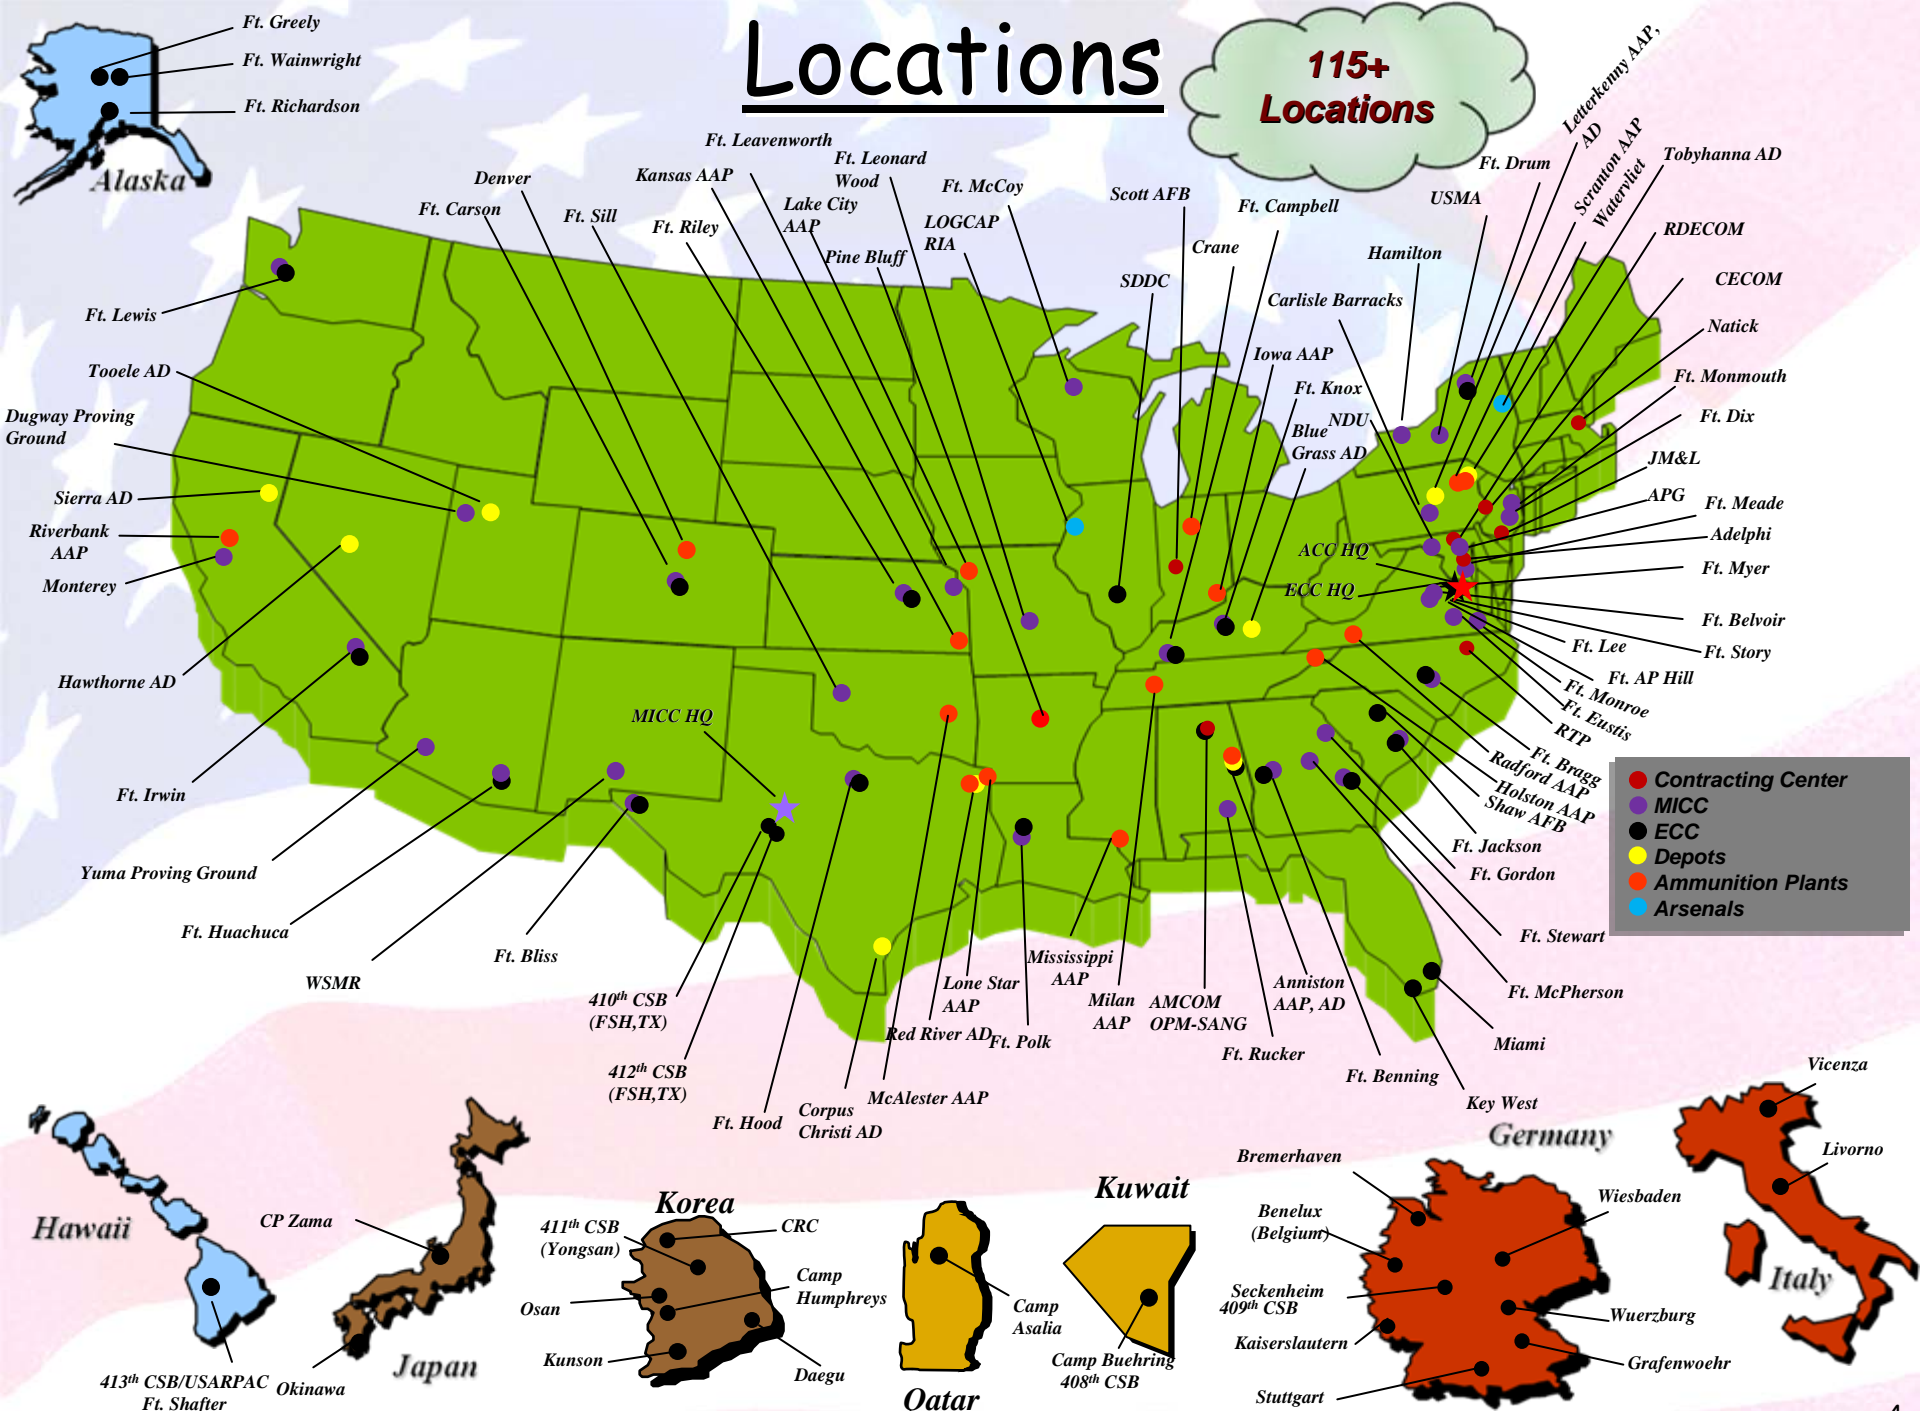 Locations
115+
Locations
Ft. Greely
Ft. Wainwright
Ft. Richardson
Alaska
Ft. Leavenworth
Kansas AAP
Ft. Leonard
Wood
Denver
Ft. Carson
Ft. Sill
Ft. Riley
Lake City
AAP
Pine Bluff
Ft. McCoy
LOGCAP
RIA
Scott AFB
Ft. Campbell
Crane
SDDC
Carlisle Barracks
Hamilton
USMA
Ft. Drum
Letterkenny AAP,
AD
Scranton AAP
Watervliet
Tobyhanna AD
RDECOM
CECOM
Natick
Ft. Monmouth
Ft. Dix
JM&L
APG
Ft. Meade
Adelphi
Ft. Myer
Ft. Belvoir
Ft. Story
Ft. Lee
Ft. AP Hill
Ft. Monroe
Ft. Eustis
RTP
Ft. Bragg
Radford AAP
Holston AAP
Shaw AFB
Ft. Jackson
Ft. Gordon
Ft. Stewart
Ft. McPherson
Iowa AAP
Ft. Knox
NDU
Blue
Grass AD
ACC HQ
ECC HQ
Ft. Lewis
Tooele AD
Dugway Proving
Ground
Sierra AD
Riverbank
AAP
Monterey
Hawthorne AD
Ft. Irwin
Yuma Proving Ground
Ft. Huachuca
WSMR
Ft. Bliss
MICC HQ
410th CSB
(FSH,TX)
412th CSB
(FSH,TX)
Ft. Hood
Corpus
Christi AD
McAlester AAP
Red River AD
Lone Star
AAP
Ft. Polk
Mississippi
AAP
Milan
AAP
AMCOM
OPM-SANG
Anniston
AAP, AD
Ft. Rucker
Ft. Benning
Key West
Miami
Contracting Center
MICC
ECC
Depots
Ammunition Plants
Arsenals
Hawaii
413th CSB/USARPAC
Ft. Shafter
CP Zama
Okinawa
Japan
Korea
411th CSB
(Yongsan)
CRC
Osan
Camp
Humphreys
Kunson
Daegu
Qatar
Camp
Asalia
Kuwait
Camp Buehring
408th CSB
Germany
Bremerhaven
Benelux
(Belgium)
Seckenheim
409th CSB
Kaiserslautern
Stuttgart
Wiesbaden
Wuerzburg
Grafenwoehr
Vicenza
Livorno
Italy